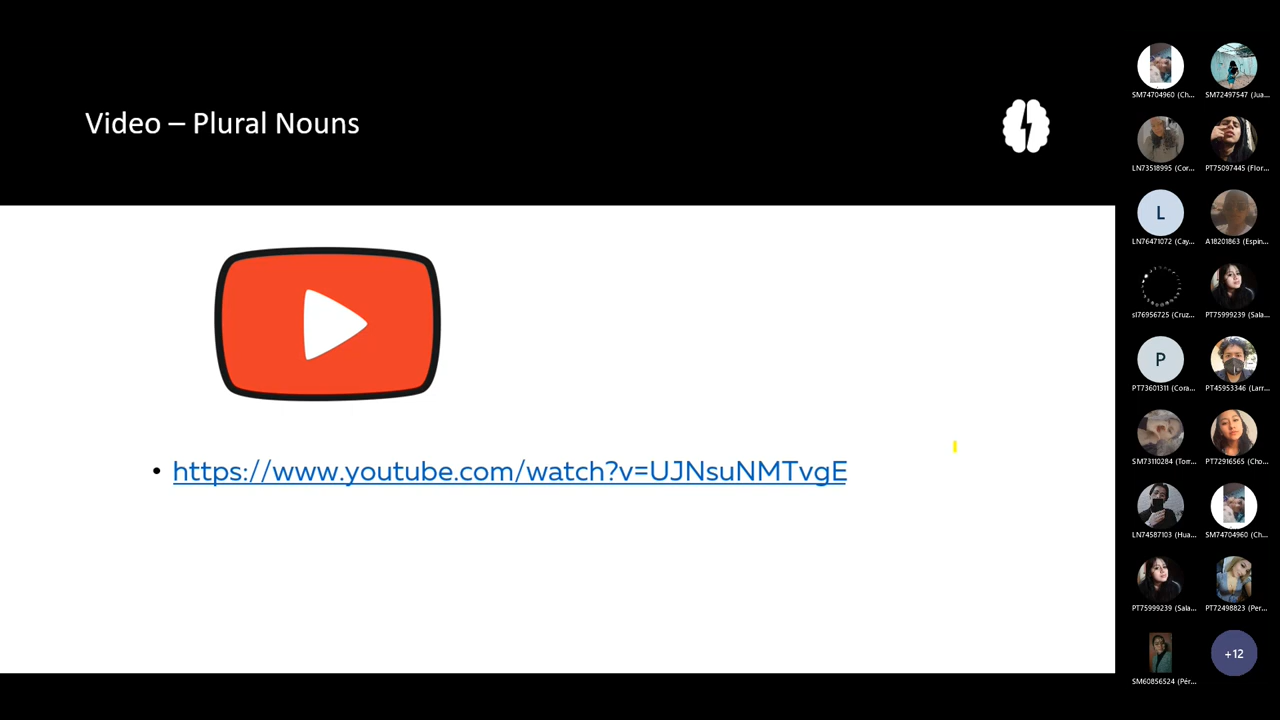 Video – Plural Nouns
• https://www.youtube.com/watch?v=UJNsuNMTvgE
SM74704960 (Ch...
SM72497547 (Jua...
LN73518995 (Cor...
PT75097445 (Flor...
L
LN76471072 (Cay...
A18201863 (Espin...
sl76956725 (Cruz...
PT75999239 (Sala...
P
PT73601311 (Cora...
PT45953346 (Larr...
SM73110284 (Torr...
PT72916565 (Cho...
LN74587103 (Hua...
SM74704960 (Ch...
PT75999239 (Sala...
PT72498823 (Per...
SM60856524 (Pér...
+12